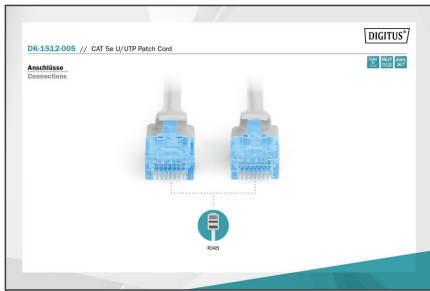 DIGITUS®
DK-1512-005 // CAT 5e U/UTP Patch Cord
Anschlüsse
Connections
RJ45